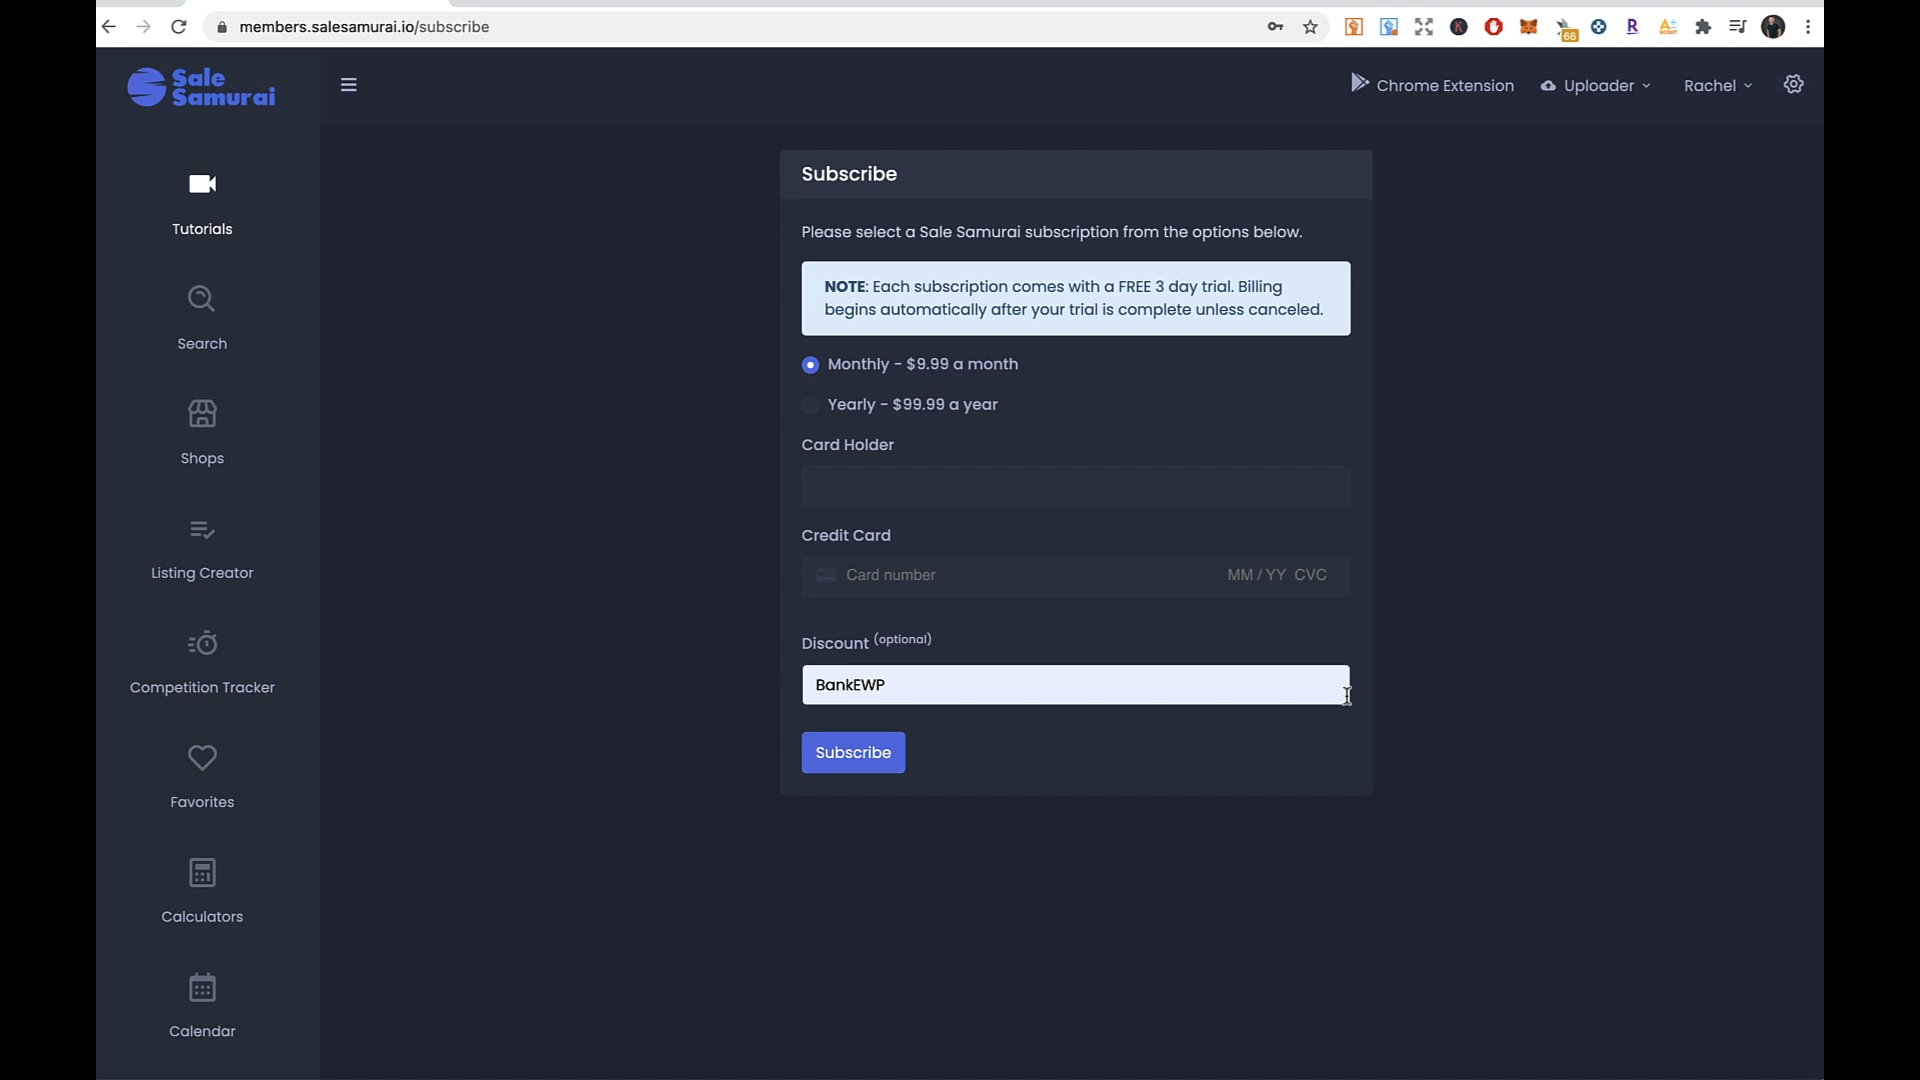 members.salesamurai.io/subscribe
66
Sale
Samurai
Chrome Extension
Uploader
Rachel
Tutorials
Search
Shops
Listing Creator
Competition Tracker
Favorites
Calculators
Calendar
Subscribe
Please select a Sale Samurai subscription from the options below.
NOTE: Each subscription comes with a FREE 3 day trial. Billing
begins automatically after your trial is complete unless canceled.
Monthly - $9.99 a month
Yearly - $99.99 a year
Card Holder
Credit Card
Card number MM / YY CVC
Discount (optional)
BankEWP
Subscribe